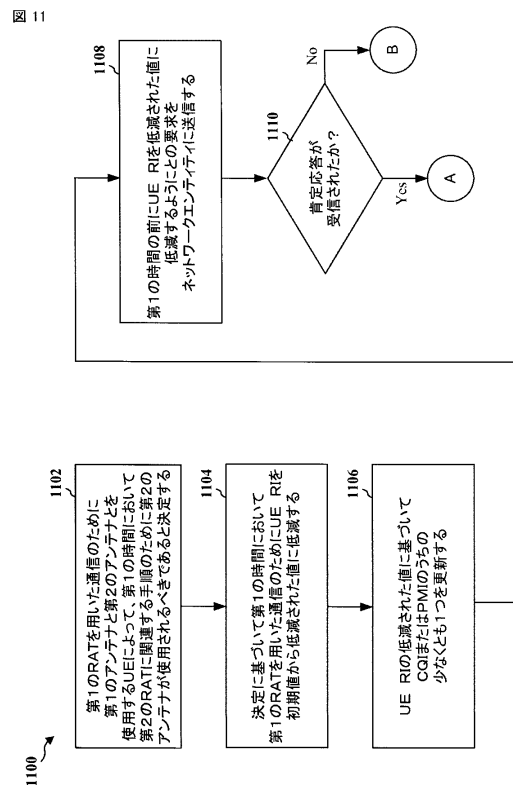 図 11
1100
1102
第1のRATを用いた通信のために
第1のアンテナと第2のアンテナとを
使用するUEによって、第1の時間において
第2のRATに関連する手順のために第2の
アンテナが使用されるべきであると決定する
1104
決定に基づいて第1の時間において
第1のRATを用いた通信のためにUE RIを
初期値から低減された値に低減する
1106
UE RIの低減された値に基づいて
CQIまたはPMIのうちの
少なくとも1つを更新する
1108
第1の時間の前にUE RIを低減された値に
低減するようにとの要求を
ネットワークエンティティに送信する
1110
肯定応答が
受信されたか？
No
B
Yes
A